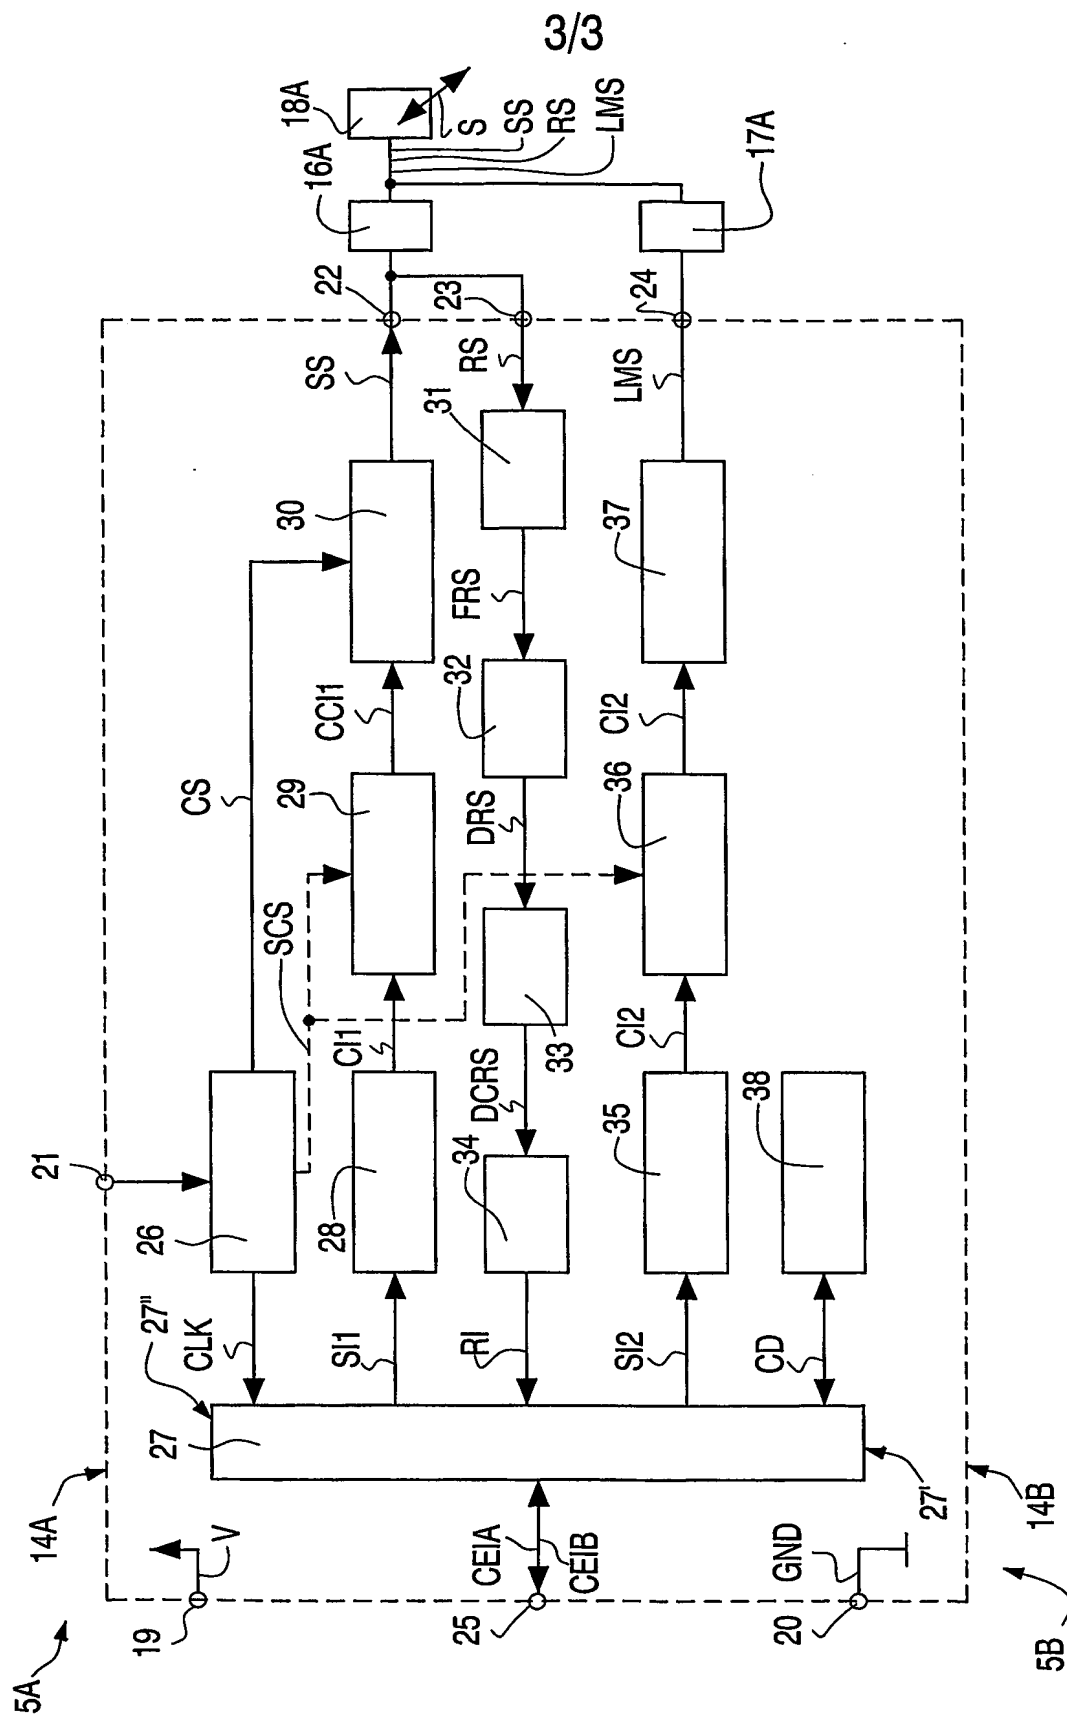 3/3
18A
S
SS
RS
LMS
16A
17A
22
23
24
SS
RS
LMS
31
30
37
FRS
CS
CCI1
32
CI2
29
DRS
36
SCS
CI1
33
CI2
21
26
28
DCRS
34
35
38
27'''
CLK
SI1
RI
SI2
CD
27
27'
14A
14B
V
CEIA
CEIB
GND
19
25
20
5A
5B